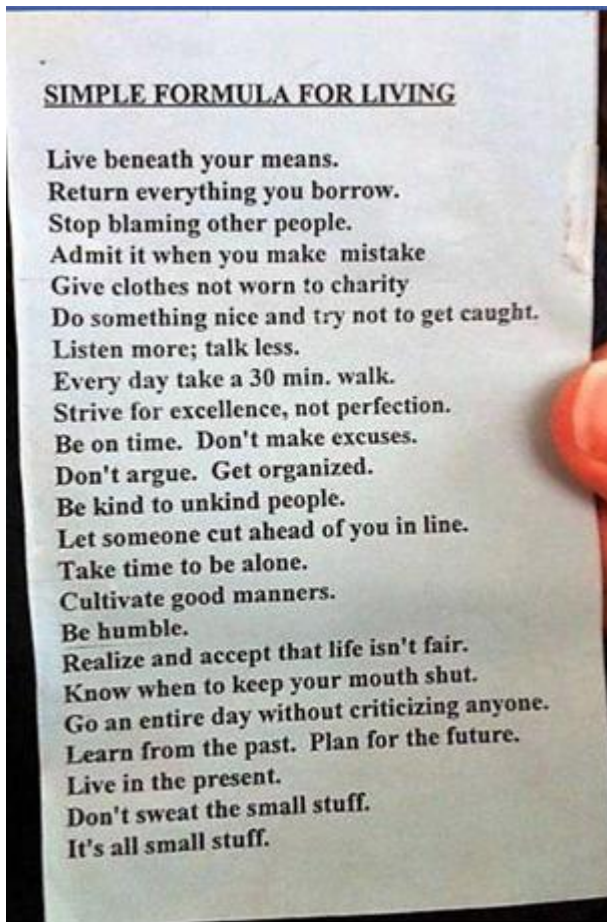 SIMPLE FORMULA FOR LIVING
Live beneath your means.
Return everything you borrow.
Stop blaming other people.
Admit it when you make  mistake
Give clothes not worn to charity
Do something nice and try not to get caught.
Listen more; talk less.
Every day take a 30 min. walk.
Strive for excellence, not perfection.
Be on time.  Don't make excuses.
Don't argue.  Get organized.
Be kind to unkind people.
Let someone cut ahead of you in line.
Take time to be alone.
Cultivate good manners.
Be humble.
Realize and accept that life isn't fair.
Know when to keep your mouth shut.
Go an entire day without criticizing anyone.
Learn from the past.  Plan for the future.
Live in the present.
Don't sweat the small stuff.
It's all small stuff.